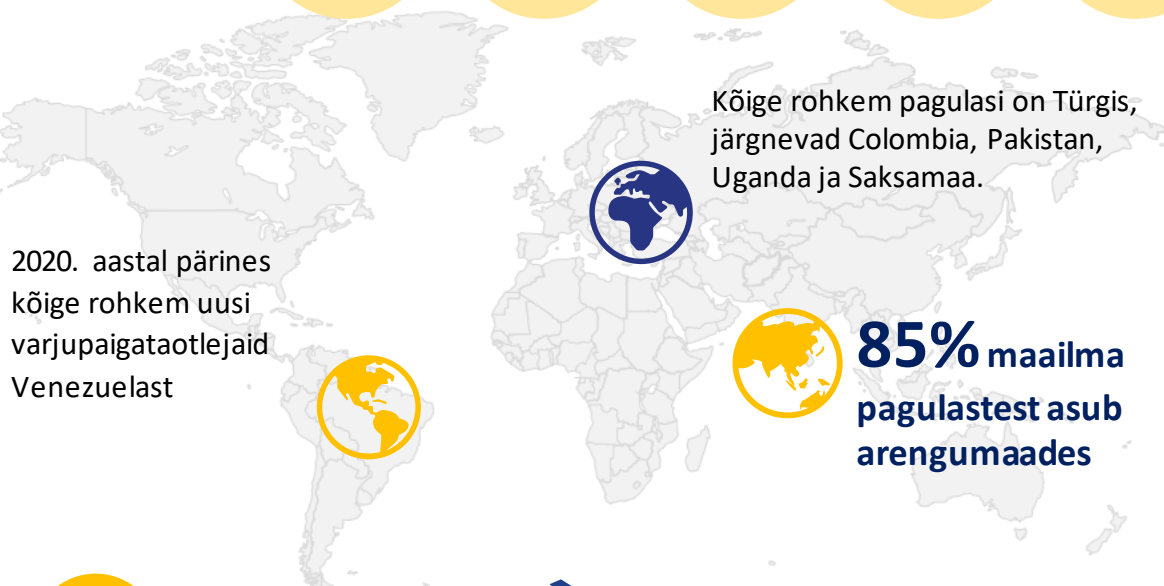 Kõige rohkem pagulasi on Türgis,
järgnevad Colombia, Pakistan,
Uganda ja Saksamaa.
2020. aastal pärines
kõige rohkem uusi
varjupaigataotlejaid
Venezuelast
85% maailma
pagulastest asub
arengumaades